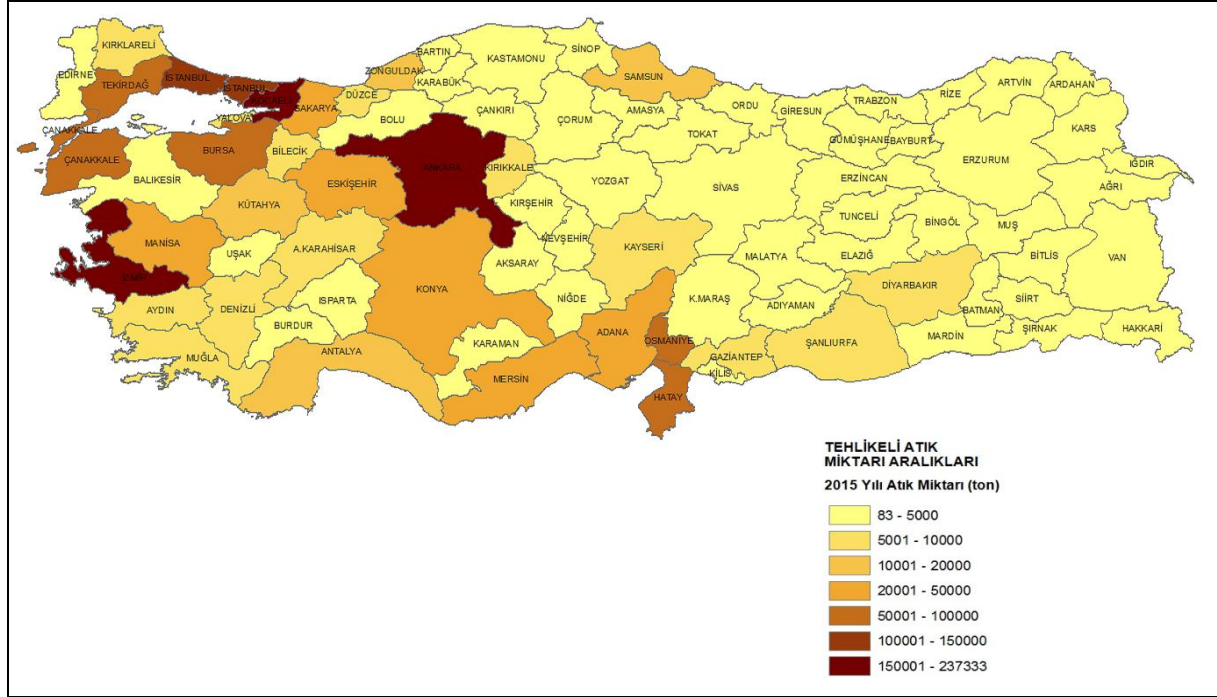 KIRKLARELİ
EDİRNE
TEKİRDAĞ
İSTANBUL
İSTANBUL
KOCAELİ
YALOVA
SAKARYA
DÜZCE
ZONGULDAK
BARTIN
KARABÜK
KASTAMONU
SİNOP
SAMSUN
BOLU
ÇANKIRI
ÇORUM
AMASYA
ORDU
GİRESUN
TRABZON
RİZE
ARTVİN
ARDAHAN
KARS
TOKAT
GÜMÜŞHANE
BAYBURT
ERZURUM
IĞDIR
AĞRI
ÇANAKKALE
ÇANAKKALE
BALIKESİR
BURSA
BİLECİK
ESKİŞEHİR
ANKARA
KIRIKKALE
YOZGAT
SİVAS
ERZİNCAN
TUNCELİ
BİNGÖL
MUŞ
KÜTAHYA
KIRŞEHİR
NEVŞEHİR
KAYSERİ
MALATYA
ELAZIĞ
BİTLİS
VAN
MANİSA
İZMİR
UŞAK
A.KARAHİSAR
AKSARAY
KONYA
NİĞDE
K.MARAŞ
ADIYAMAN
DİYARBAKIR
BATMAN
SİİRT
ŞIRNAK
HAKKARİ
AYDIN
DENİZLİ
ISPARTA
BURDUR
MUĞLA
ANTALYA
KARAMAN
MERSİN
ADANA
OSMANİYE
GAZİANTEP
KİLİS
ŞANLIURFA
MARDİN
HATAY
TEHLİKELİ ATIK
MİKTARI ARALIKLARI
2015 Yılı Atık Miktarı (ton)
83 - 5000
5001 - 10000
10001 - 20000
20001 - 50000
50001 - 100000
100001 - 150000
150001 - 237333